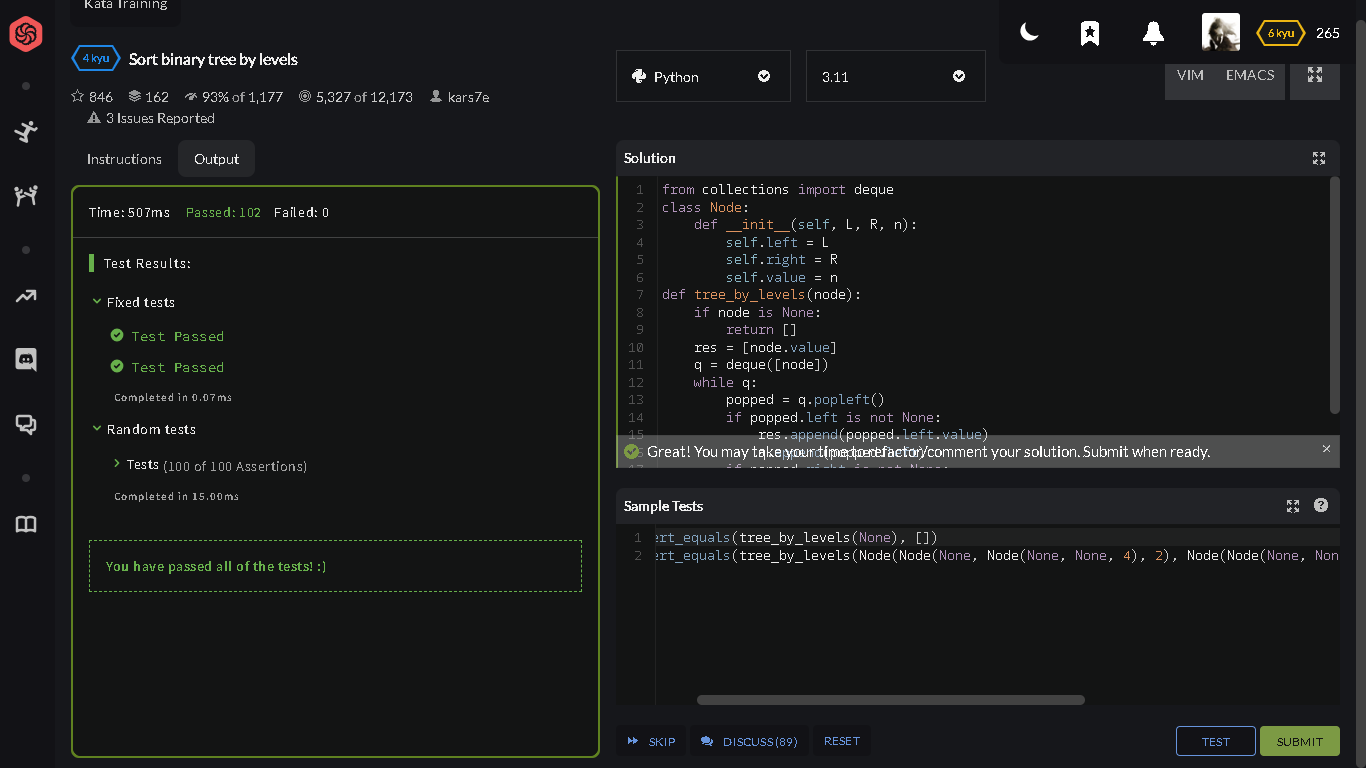 Kata Training
6 kyu 265
4 kyu Sort binary tree by levels
846 162 93% of 1,177 5,327 of 12,173 kars7e
3 Issues Reported
Python
3.11
VIM EMACS
Instructions Output
Time: 507ms Passed: 102 Failed: 0
Test Results:
Fixed tests
Test Passed
Test Passed
Completed in 0.07ms
Random tests
Tests (100 of 100 Assertions)
Completed in 15.00ms
You have passed all of the tests! :)
Solution
1 from collections import deque
2 class Node:
3 def __init__(self, L, R, n):
4 self.left = L
5 self.right = R
6 self.value = n
7 def tree_by_levels(node):
8 if node is None:
9 return []
10 res = [node.value]
11 q = deque([node])
12 while q:
13 popped = q.popleft()
14 if popped.left is not None:
15 res.append(popped.left.value)
Great! You may take your time to refactor/comment your solution. Submit when ready.
Sample Tests
1 ert_equals(tree_by_levels(None), [])
2 ert_equals(tree_by_levels(Node(Node(None, Node(None, None, 4), 2), Node(Node(None, Non
SKIP DISCUSS (89) RESET
TEST SUBMIT